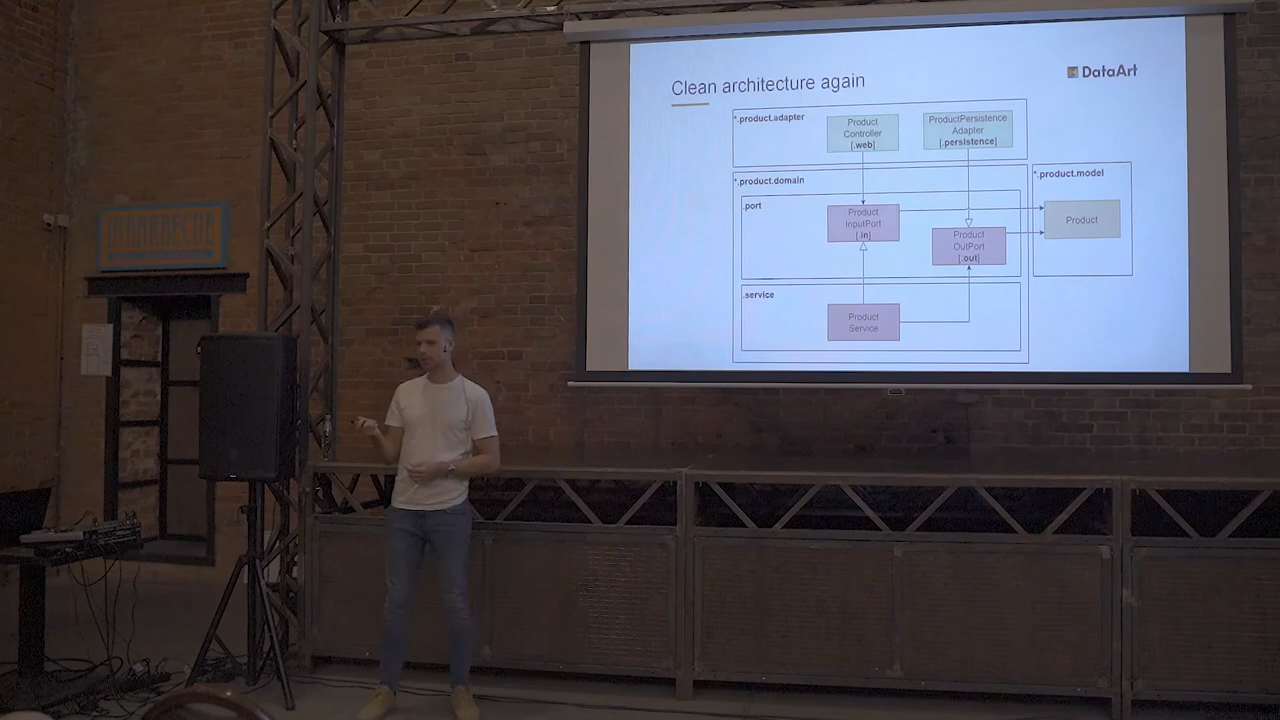 Clean architecture again
DataArt
*.product.adapter
Product
Controller
[.web]
ProductPersistence
Adapter
[.persistence]
*.product.domain
*.product.model
.port
Product
InputPort
[.in]
Product
OutPort
[.out]
Product
.service
Product
Service